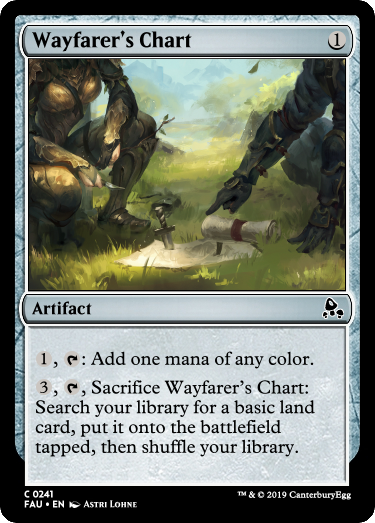 Wayfarer's Chart 1
Artifact
1, : Add one mana of any color.
3, , Sacrifice Wayfarer's Chart:
Search your library for a basic land
card, put it onto the battlefield
tapped, then shuffle your library.
C 0241
FAU • EN Astri Lohne
™ & © 2019 CanterburyEgg